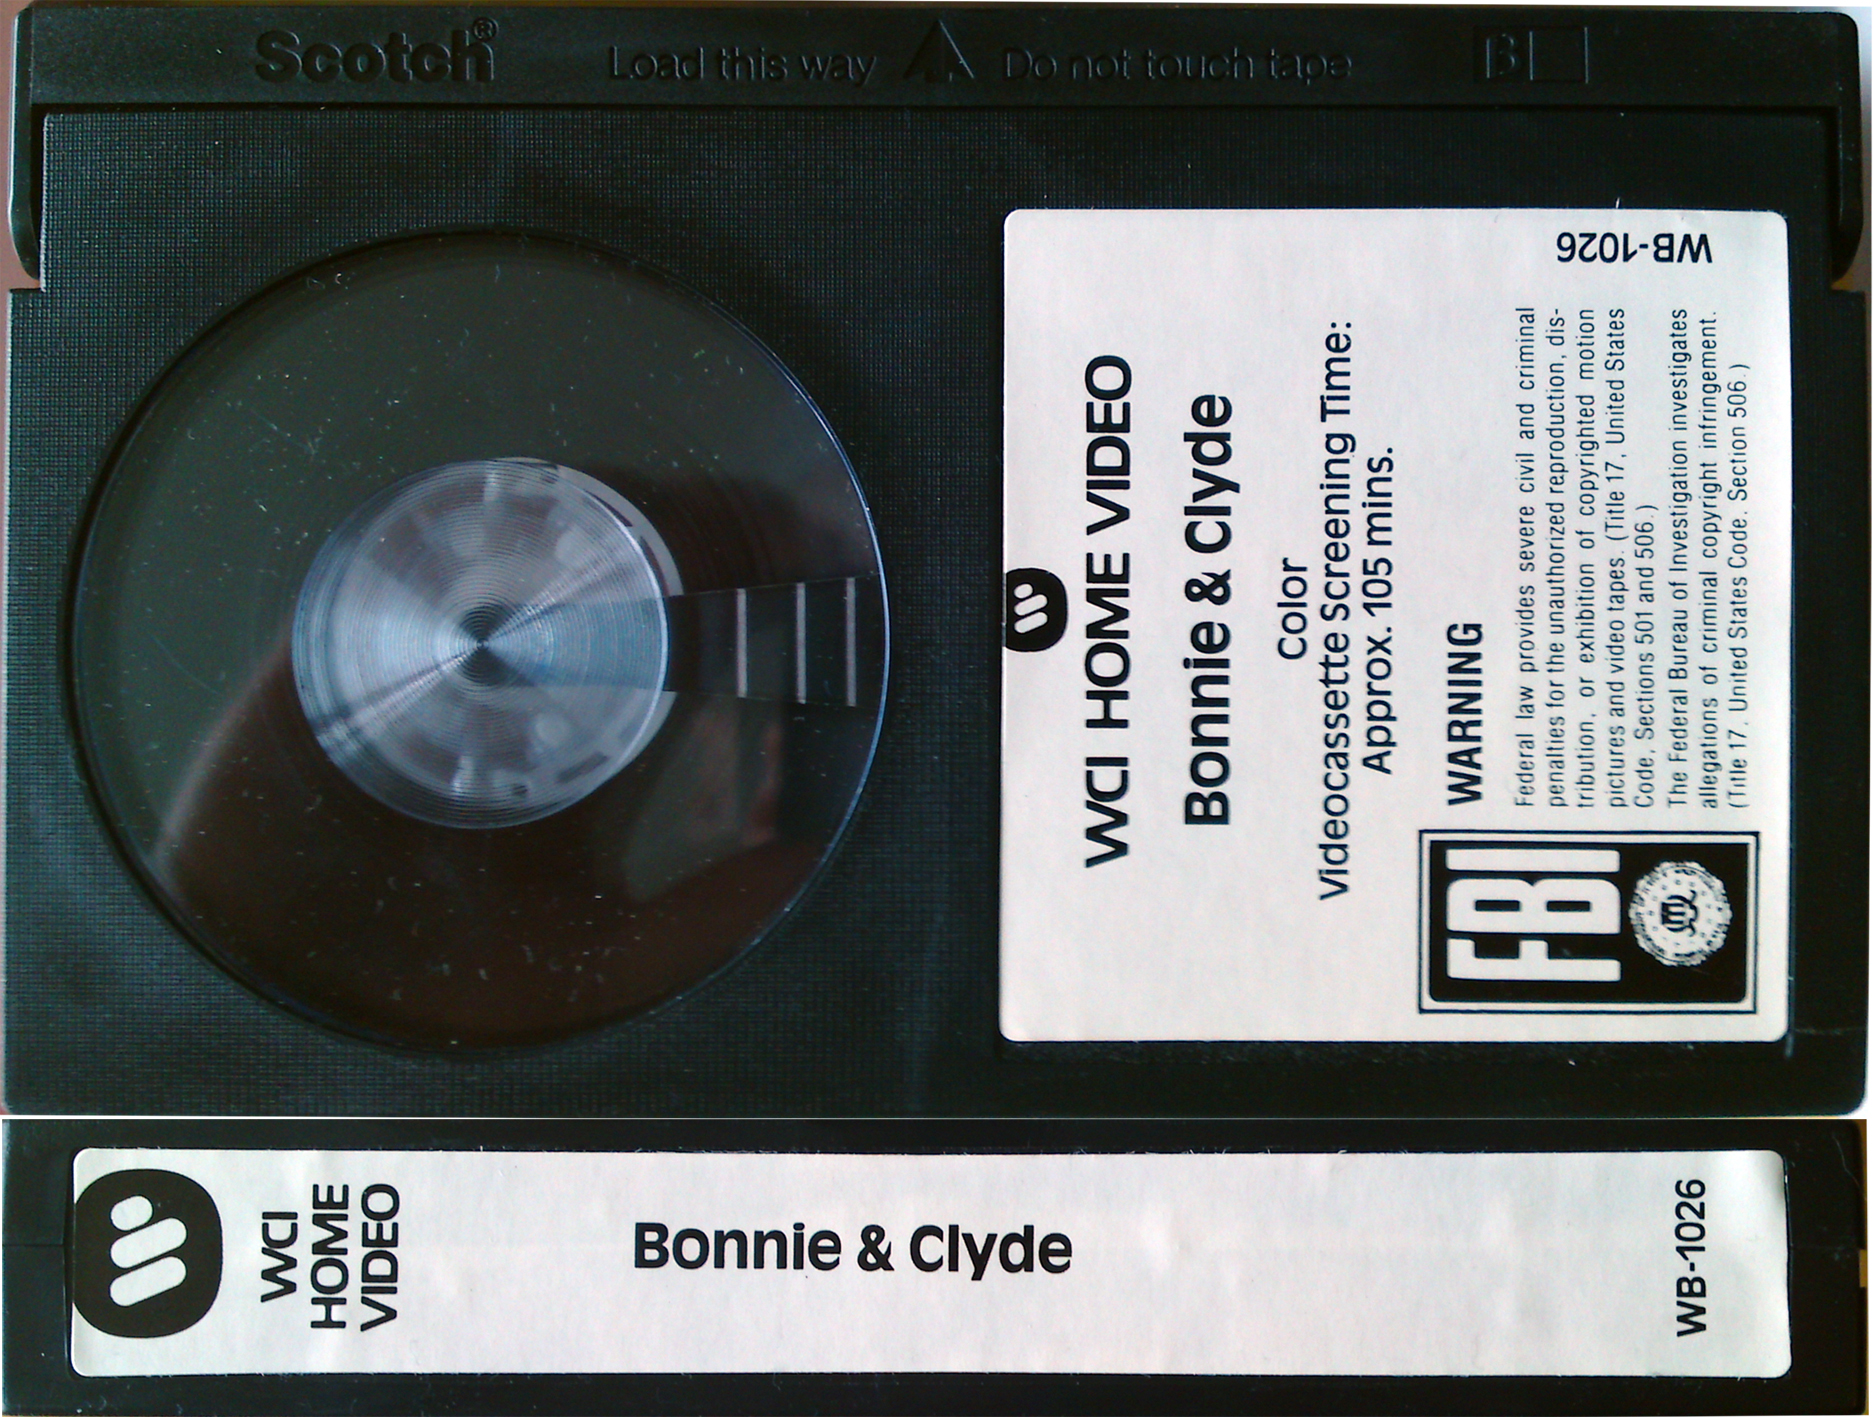 Scotch®
Load this way
Do not touch tape
B
WCI HOME VIDEO
Bonnie & Clyde
Color
Videocassette Screening Time:
Approx. 105 mins.
WARNING
Federal law provides severe civil and criminal
penalties for the unauthorized reproduction, dis-
tribution, or exhibition of copyrighted motion
pictures and video tapes. (Title 17, United States
Code, Sections 501 and 506.)
The Federal Bureau of Investigation investigates
allegations of criminal copyright infringement.
(Title 17, United States Code, Section 506.)
FBI
WB-1026
WCI
HOME
VIDEO
Bonnie & Clyde
WB-1026